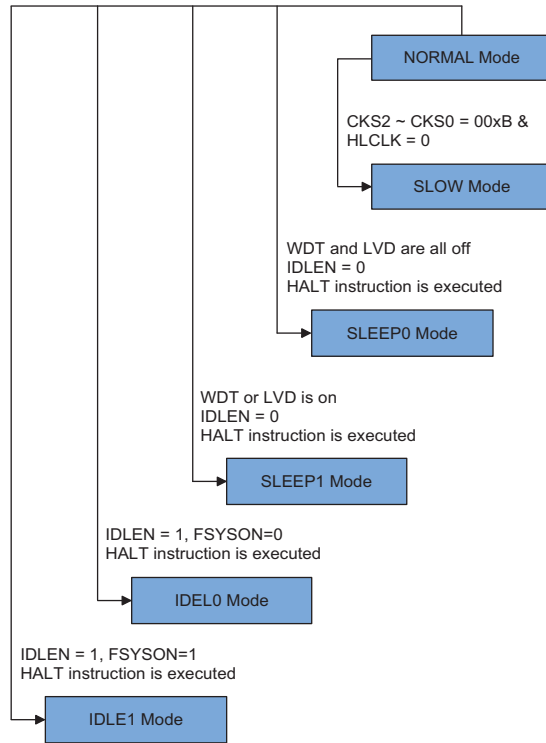 NORMAL Mode
CKS2 ~ CKS0 = 00xB &
HLCLK = 0
SLOW Mode
WDT and LVD are all off
IDLEN = 0
HALT instruction is executed
SLEEP0 Mode
WDT or LVD is on
IDLEN = 0
HALT instruction is executed
SLEEP1 Mode
IDLEN = 1, FSYSON=0
HALT instruction is executed
IDEL0 Mode
IDLEN = 1, FSYSON=1
HALT instruction is executed
IDLE1 Mode